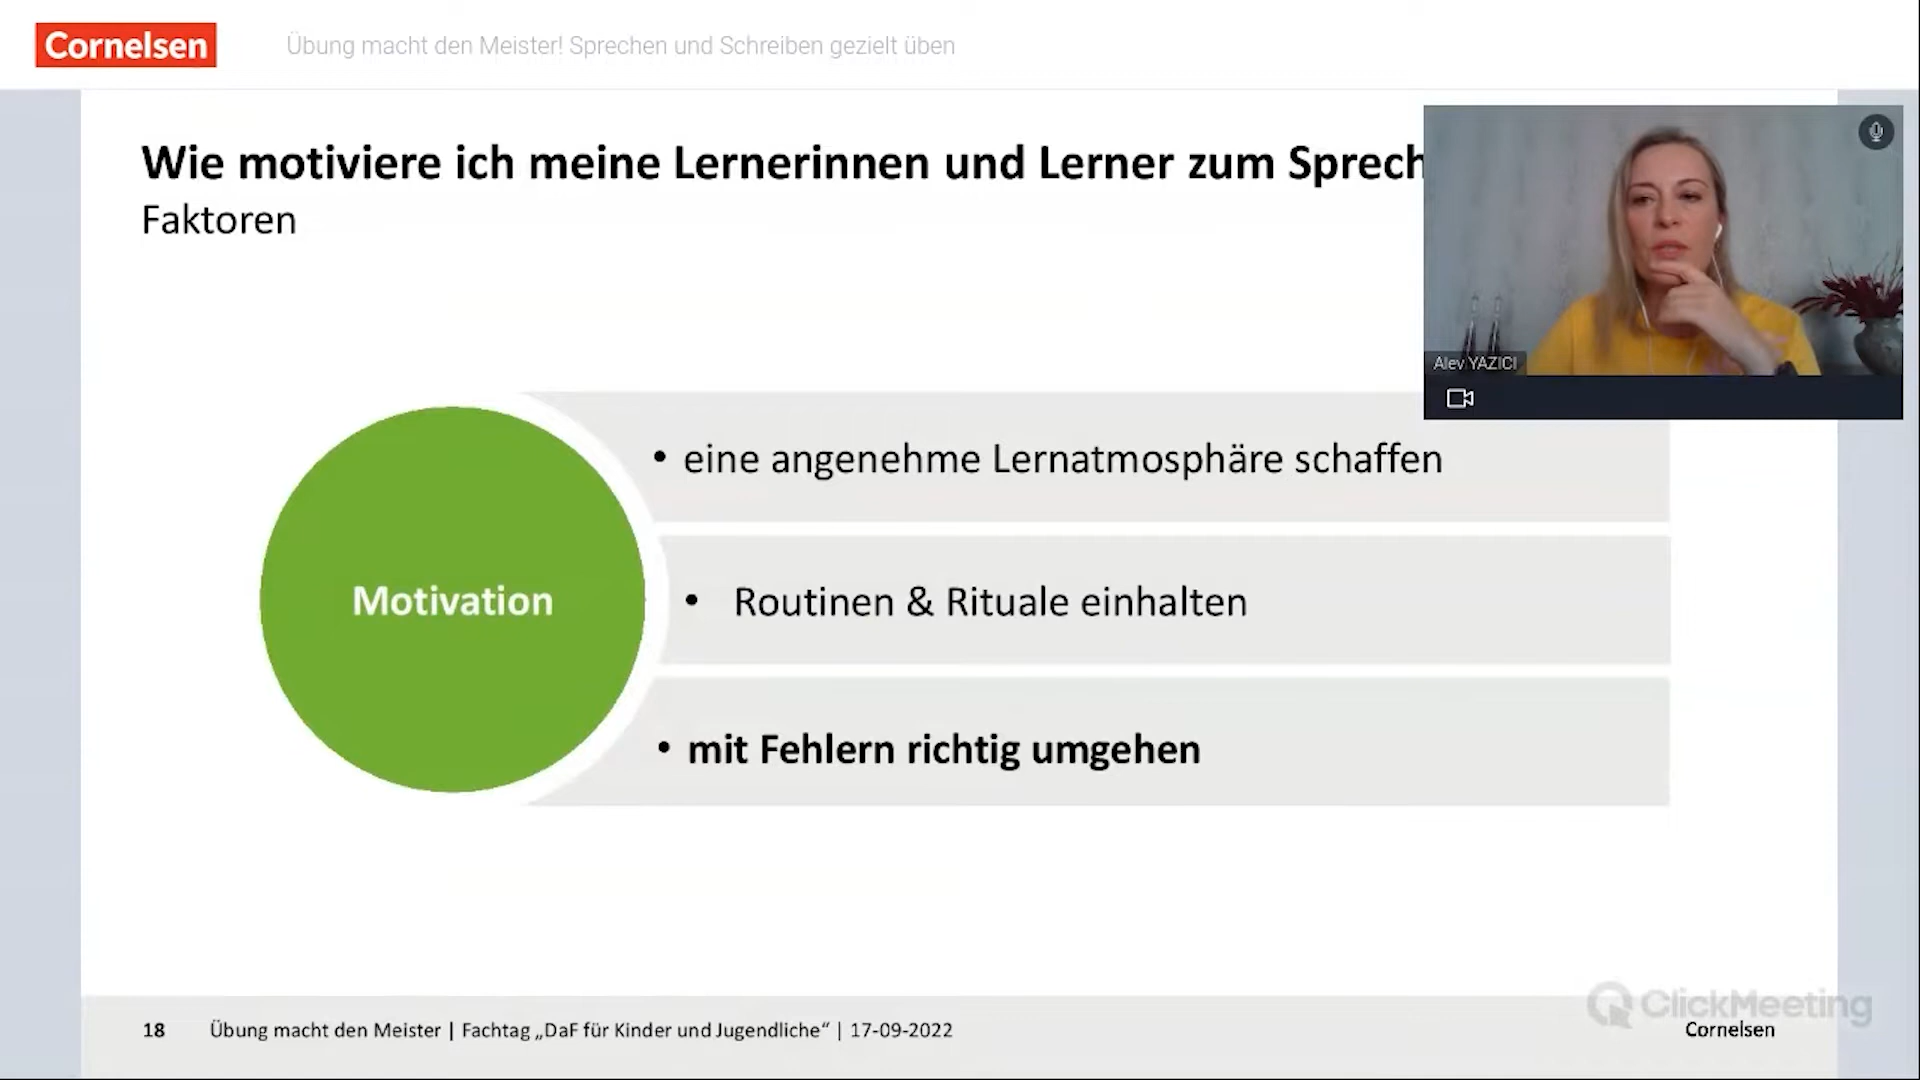 Cornelsen
Übung macht den Meister! Sprechen und Schreiben gezielt üben
Wie motiviere ich meine Lernerinnen und Lerner zum Sprech
Faktoren
Alev YAZICI
Motivation
• eine angenehme Lernatmosphäre schaffen
• Routinen & Rituale einhalten
• mit Fehlern richtig umgehen
ClickMeeting
18 Übung macht den Meister | Fachtag „DaF für Kinder und Jugendliche“ | 17-09-2022
Cornelsen